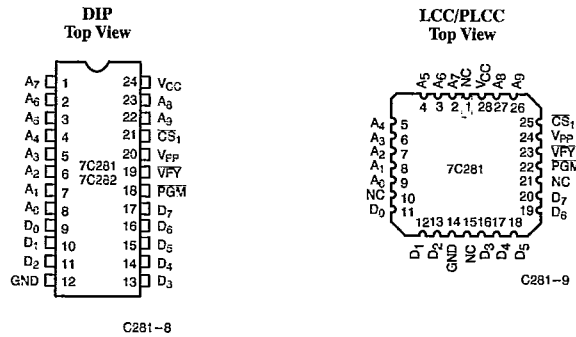 DIP
Top View
A7 1 24 VCC
A6 2 23 A8
A5 3 22 A9
A4 4 21 CS1
A3 5 20 VPP
7C281
7C282
A2 6 19 VFY
A1 7 18 PGM
A0 8 17 D7
D0 9 16 D6
D1 10 15 D5
D2 11 14 D4
GND 12 13 D3
C281-8
LCC/PLCC
Top View
A5 A6 A7 NC VCC A8 A9
4 3 2 1 28 27 26
A4 5 25 CS1
A3 6 24 VPP
A2 7 23 VFY
A1 8 7C281 22 PGM
A0 9 21 NC
NC 10 20 D7
D0 11 19 D6
12 13 14 15 16 17 18
D1 D2 GND NC D3 D4 D5
C281-9